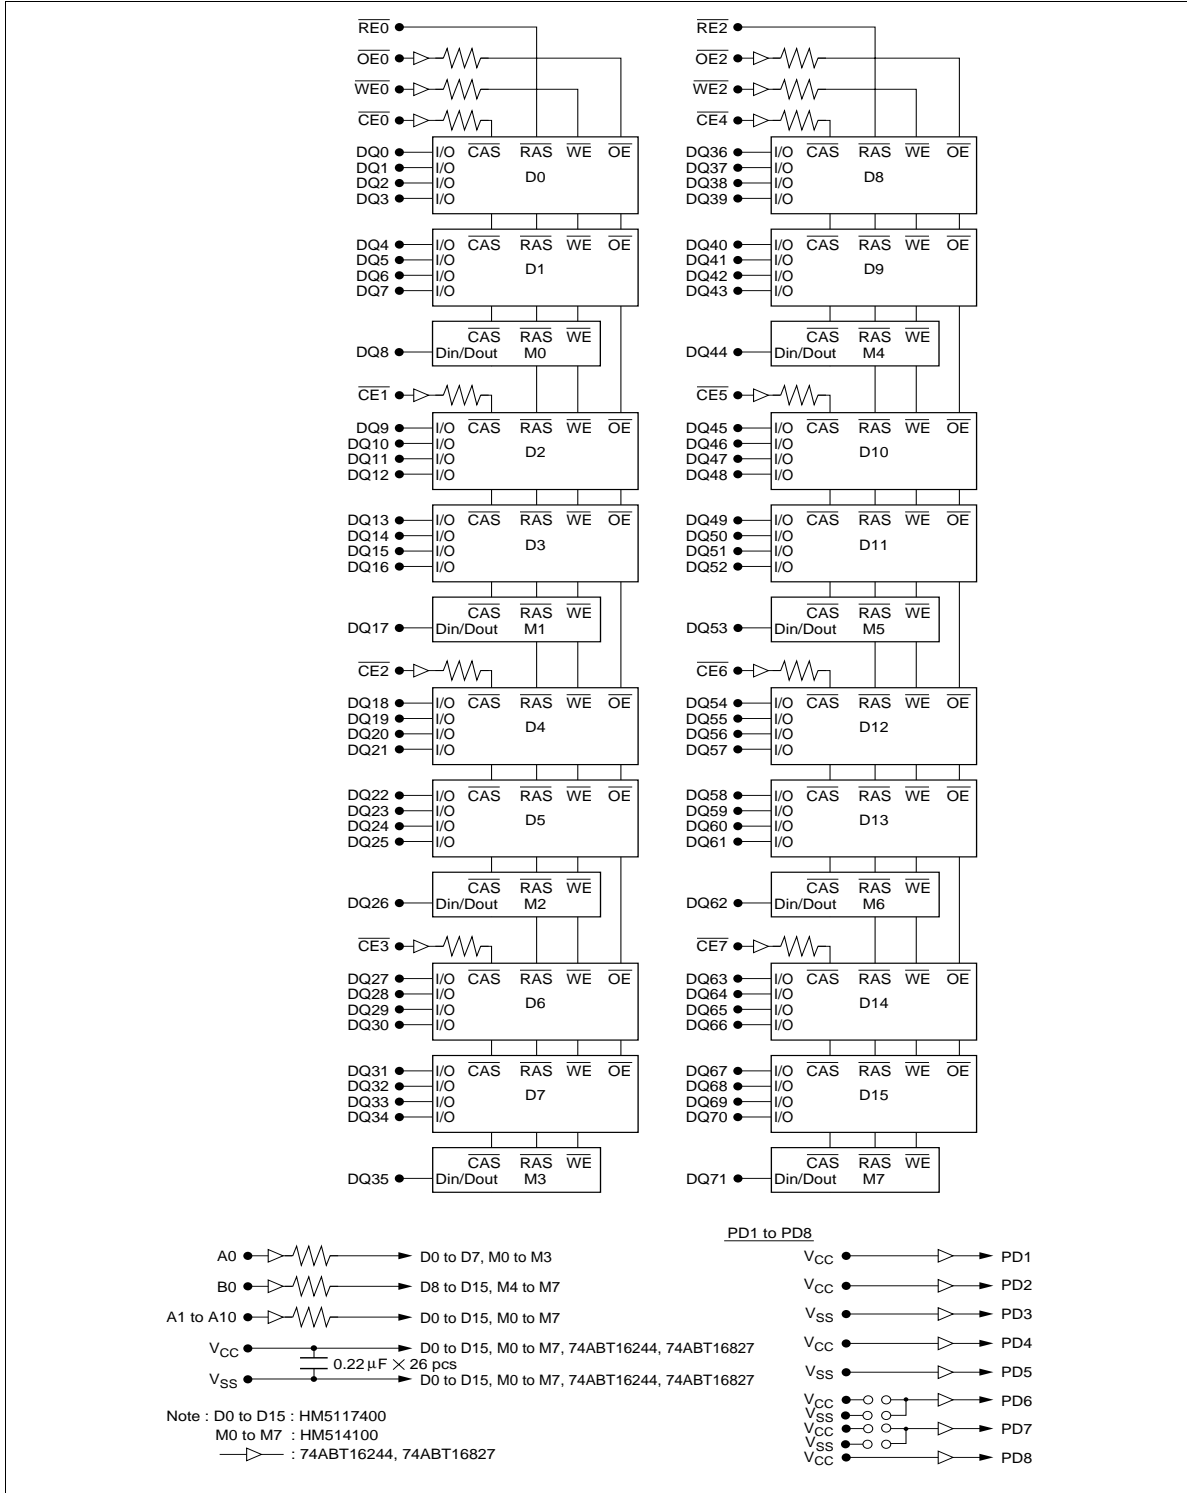 RE0
OE0
WE0
CE0
DQ0 I/O CAS RAS WE OE
DQ1 I/O
D0
DQ2 I/O
DQ3 I/O
DQ4 I/O CAS RAS WE OE
DQ5 I/O
D1
DQ6 I/O
DQ7 I/O
CAS RAS WE
DQ8 Din/Dout M0
CE1
DQ9 I/O CAS RAS WE OE
DQ10 I/O
D2
DQ11 I/O
DQ12 I/O
DQ13 I/O CAS RAS WE OE
DQ14 I/O
D3
DQ15 I/O
DQ16 I/O
CAS RAS WE
DQ17 Din/Dout M1
CE2
DQ18 I/O CAS RAS WE OE
DQ19 I/O
D4
DQ20 I/O
DQ21 I/O
DQ22 I/O CAS RAS WE OE
DQ23 I/O
D5
DQ24 I/O
DQ25 I/O
CAS RAS WE
DQ26 Din/Dout M2
CE3
DQ27 I/O CAS RAS WE OE
DQ28 I/O
D6
DQ29 I/O
DQ30 I/O
DQ31 I/O CAS RAS WE OE
DQ32 I/O
D7
DQ33 I/O
DQ34 I/O
CAS RAS WE
DQ35 Din/Dout M3
RE2
OE2
WE2
CE4
DQ36 I/O CAS RAS WE OE
DQ37 I/O
D8
DQ38 I/O
DQ39 I/O
DQ40 I/O CAS RAS WE OE
DQ41 I/O
D9
DQ42 I/O
DQ43 I/O
CAS RAS WE
DQ44 Din/Dout M4
CE5
DQ45 I/O CAS RAS WE OE
DQ46 I/O
D10
DQ47 I/O
DQ48 I/O
DQ49 I/O CAS RAS WE OE
DQ50 I/O
D11
DQ51 I/O
DQ52 I/O
CAS RAS WE
DQ53 Din/Dout M5
CE6
DQ54 I/O CAS RAS WE OE
DQ55 I/O
D12
DQ56 I/O
DQ57 I/O
DQ58 I/O CAS RAS WE OE
DQ59 I/O
D13
DQ60 I/O
DQ61 I/O
CAS RAS WE
DQ62 Din/Dout M6
CE7
DQ63 I/O CAS RAS WE OE
DQ64 I/O
D14
DQ65 I/O
DQ66 I/O
DQ67 I/O CAS RAS WE OE
DQ68 I/O
D15
DQ69 I/O
DQ70 I/O
CAS RAS WE
DQ71 Din/Dout M7
A0 D0 to D7, M0 to M3
B0 D8 to D15, M4 to M7
A1 to A10 D0 to D15, M0 to M7
VCC D0 to D15, M0 to M7, 74ABT16244, 74ABT16827
0.22 µF × 26 pcs
VSS D0 to D15, M0 to M7, 74ABT16244, 74ABT16827
Note : D0 to D15 : HM5117400
M0 to M7 : HM514100
: 74ABT16244, 74ABT16827
PD1 to PD8
VCC PD1
VCC PD2
VSS PD3
VCC PD4
VSS PD5
VCC PD6
VSS
VCC PD7
VSS
VCC PD8